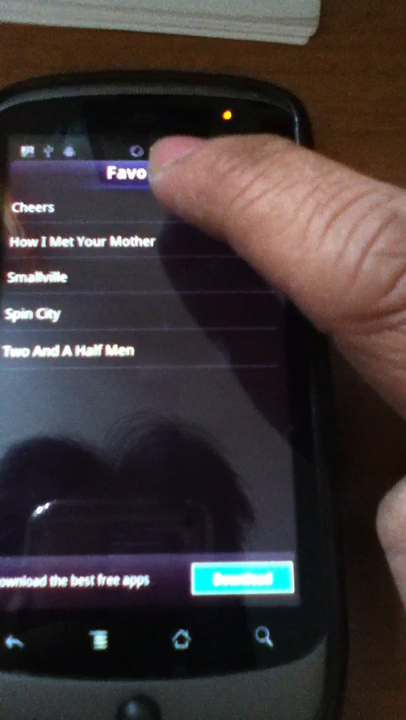 Favo
Cheers
How I Met Your Mother
Smallville
Spin City
Two And A Half Men
ownload the best free apps
Download